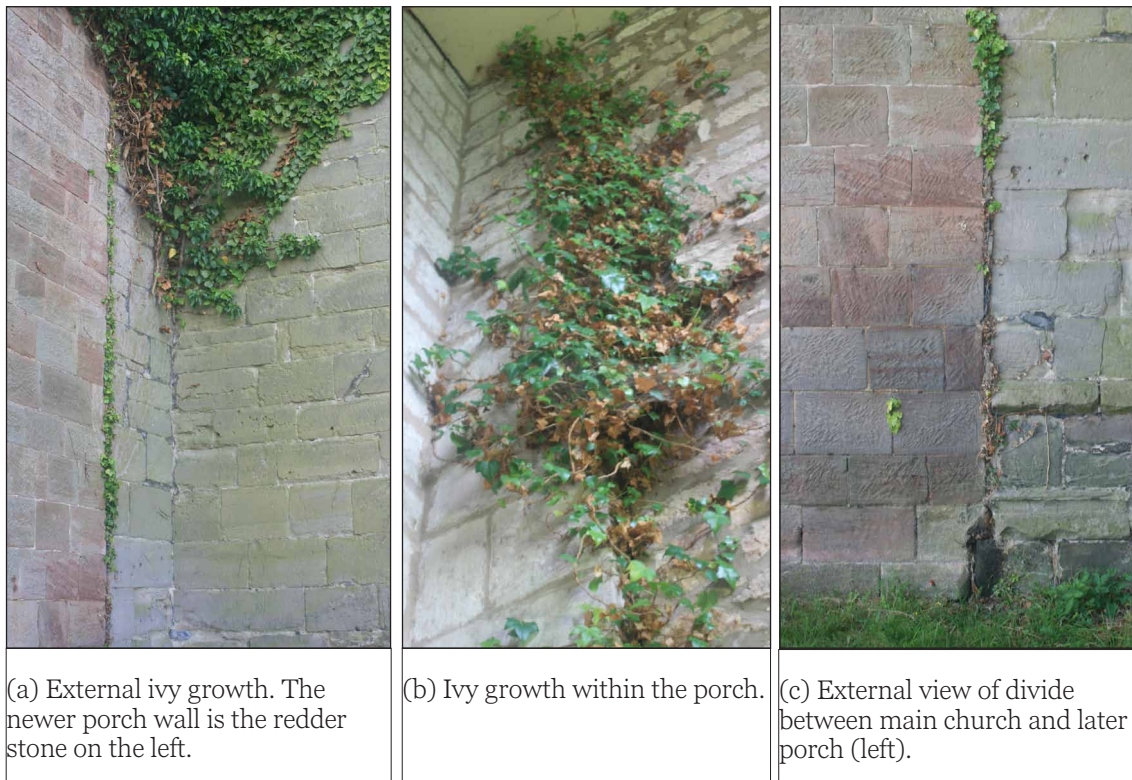 (a) External ivy growth. The
newer porch wall is the redder
stone on the left.
(b) Ivy growth within the porch.
(c) External view of divide
between main church and later
porch (left).